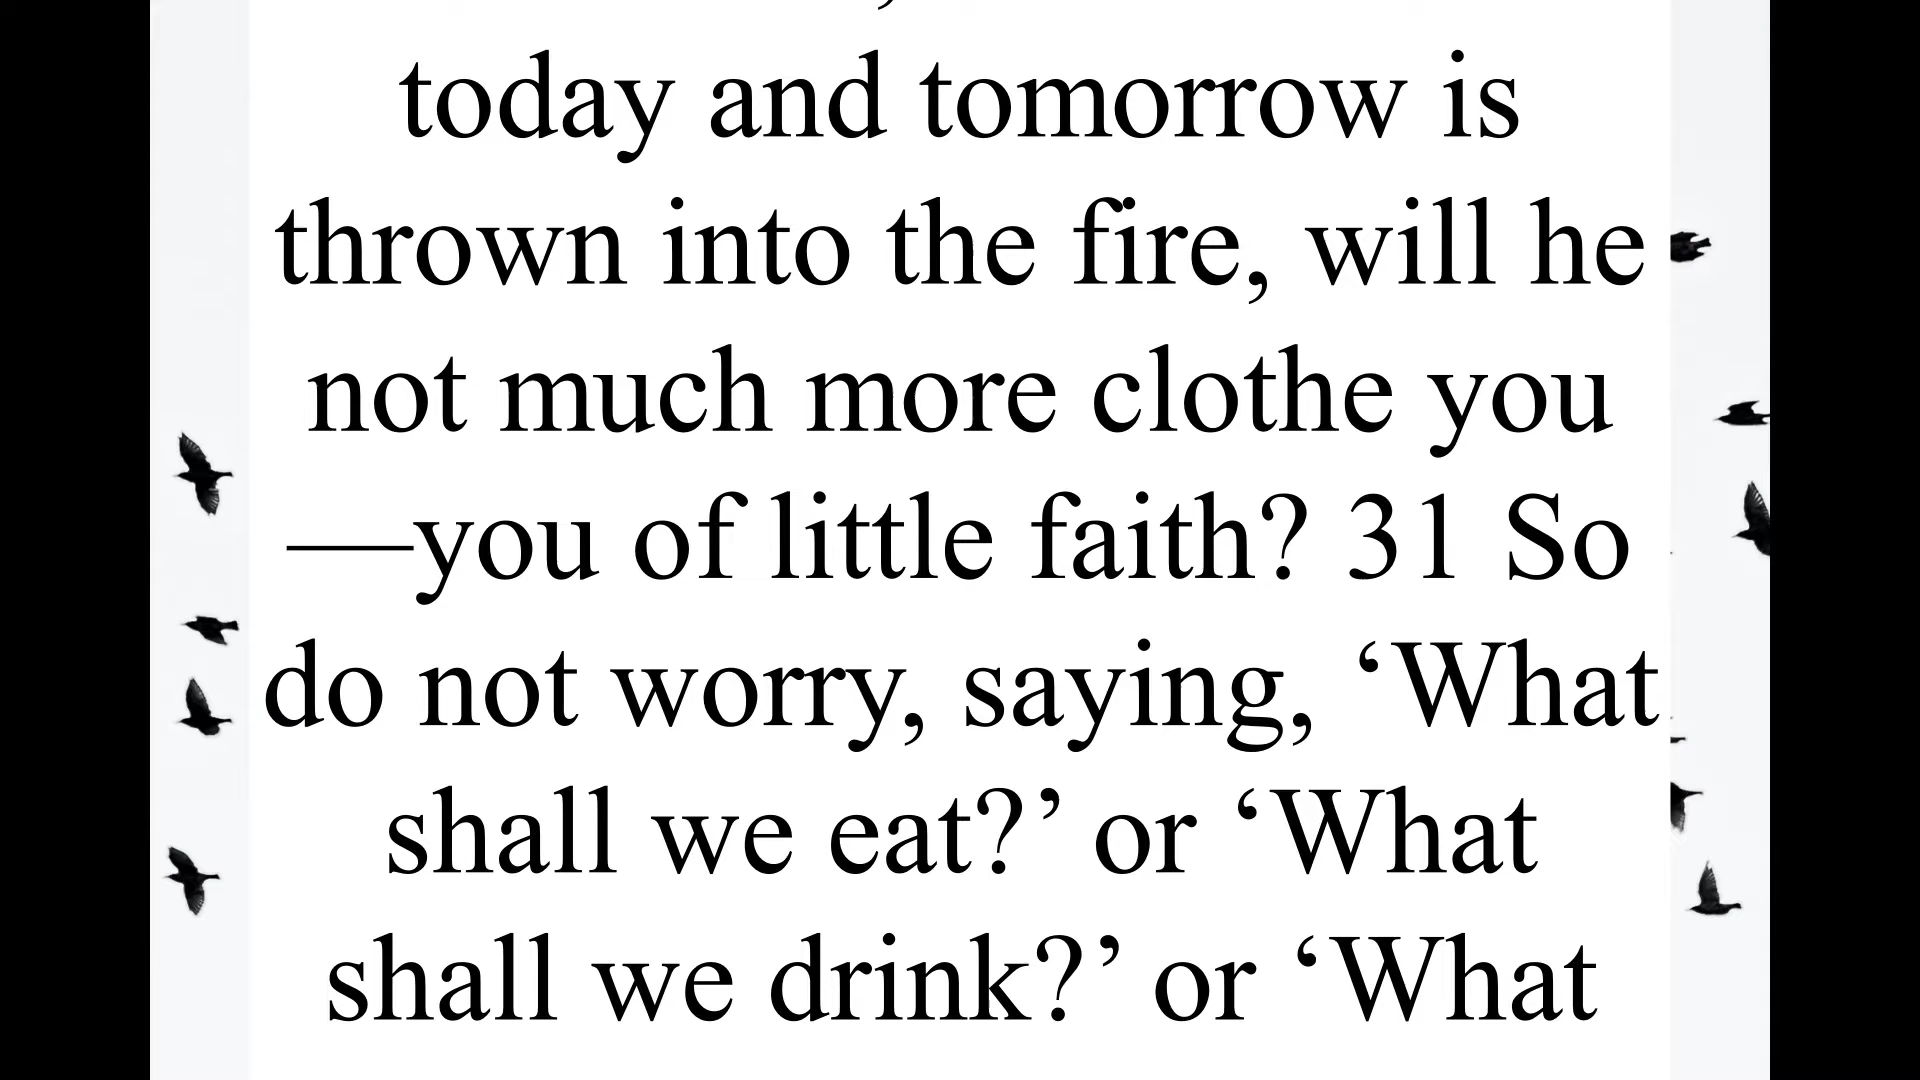 today and tomorrow is
thrown into the fire, will he
not much more clothe you
—you of little faith? 31 So
do not worry, saying, ‘What
shall we eat?’ or ‘What
shall we drink?’ or ‘What